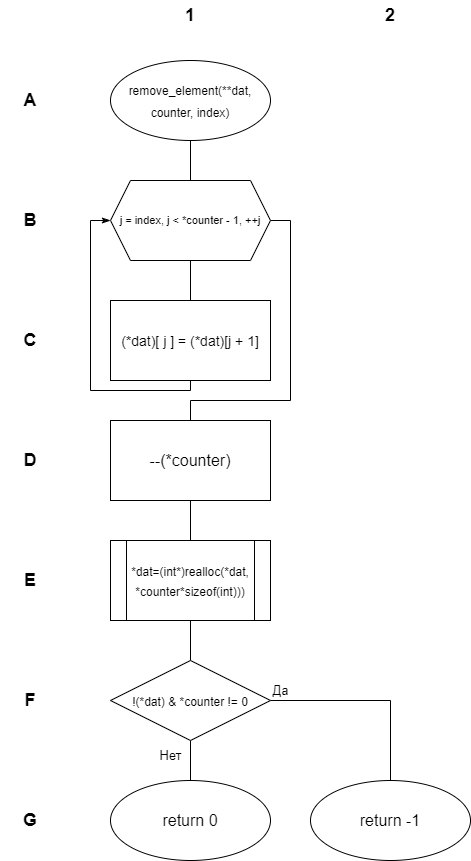 1 2
A
remove_element(**dat,
counter, index)
B
j = index, j < *counter - 1, ++j
C
(*dat)[ j ] = (*dat)[j + 1]
D
--(*counter)
E
*dat=(int*)realloc(*dat,
*counter*sizeof(int)))
F
!(*dat) & *counter != 0
Да
Нет
G
return 0
return -1